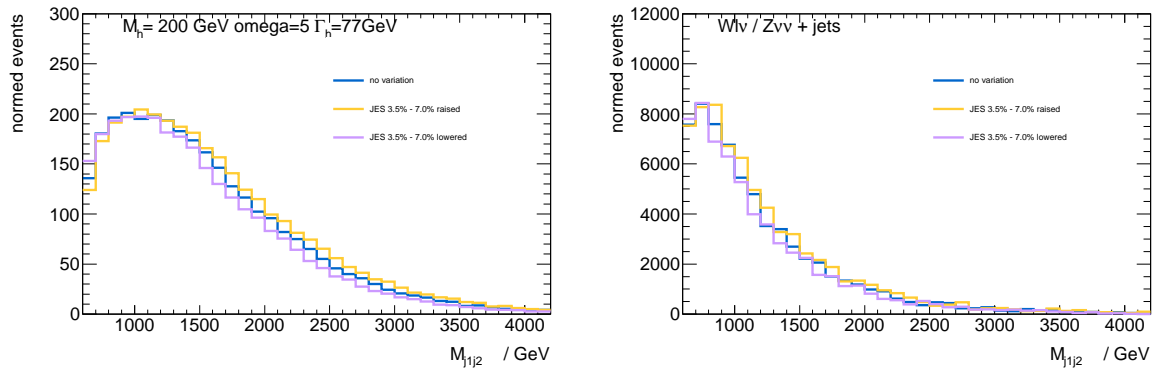 M_h= 200 GeV omega=5 Γ_h=77GeV
normed events
300
250
200
150
100
50
0
no variation
JES 3.5% - 7.0% raised
JES 3.5% - 7.0% lowered
1000 1500 2000 2500 3000 3500 4000
M_j1j2 / GeV
Wlν / Zνν + jets
normed events
12000
10000
8000
6000
4000
2000
0
no variation
JES 3.5% - 7.0% raised
JES 3.5% - 7.0% lowered
1000 1500 2000 2500 3000 3500 4000
M_j1j2 / GeV